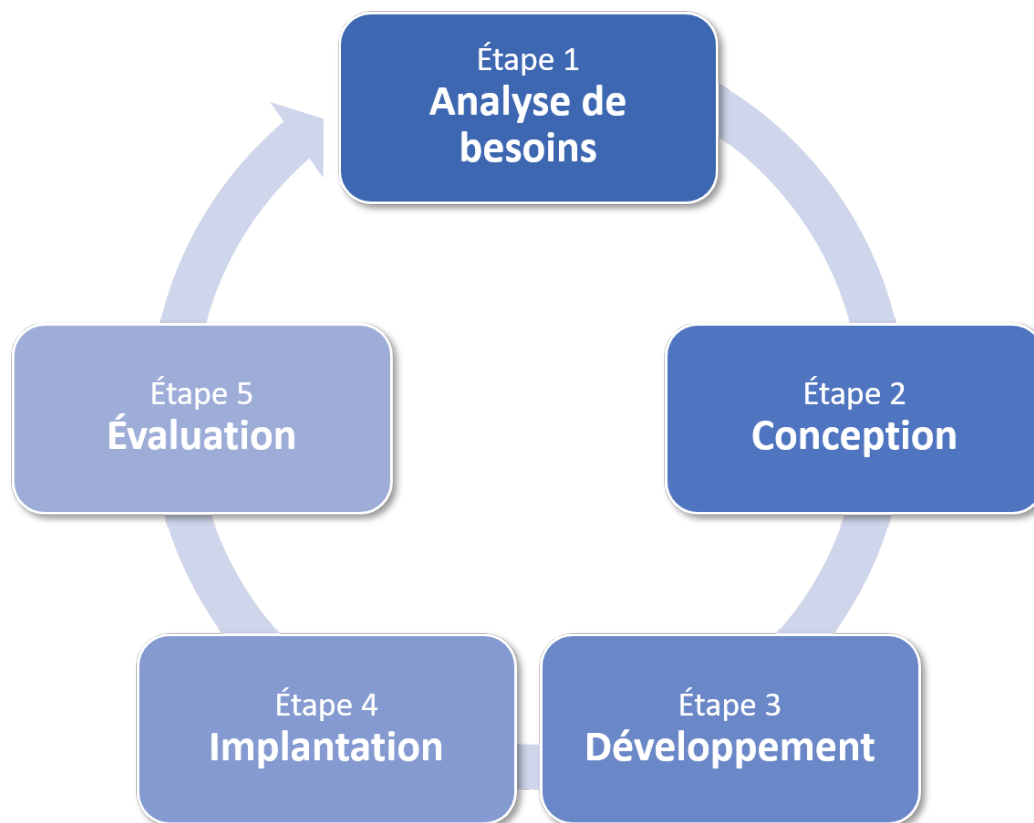 Étape 1
Analyse de
besoins
Étape 2
Conception
Étape 3
Développement
Étape 4
Implantation
Étape 5
Évaluation